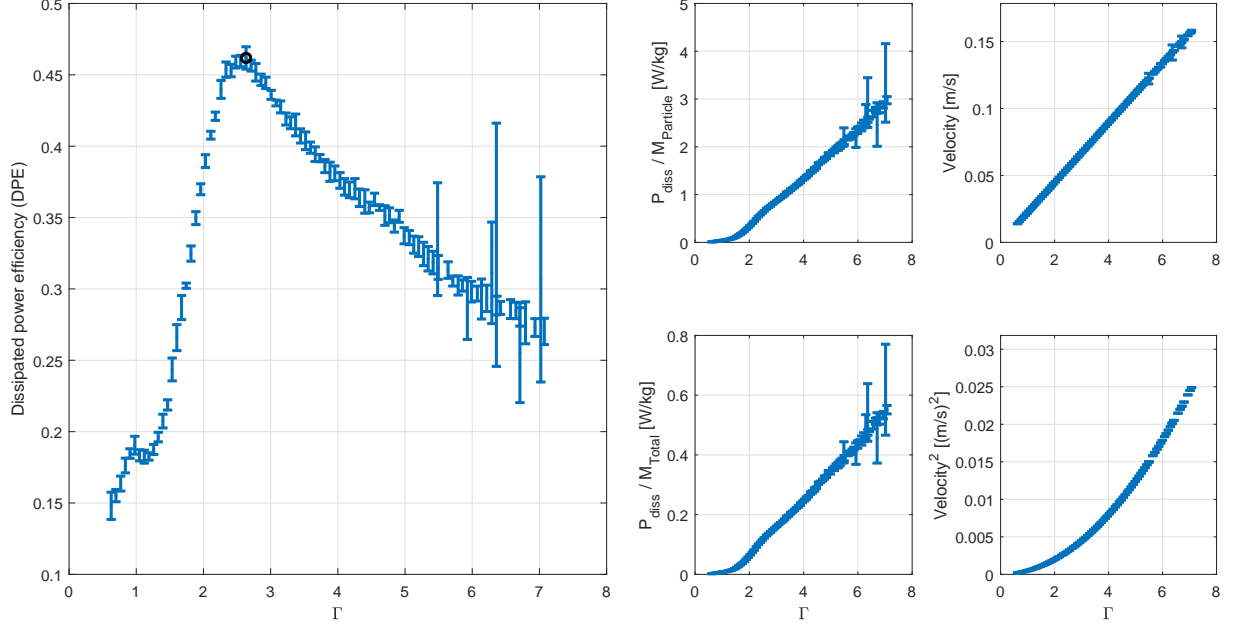 Dissipated power efficiency (DPE)
0.5
0.45
0.4
0.35
0.3
0.25
0.2
0.15
0.1
0 1 2 3 4 5 6 7 8
Γ
P_diss / M_Particle [W/kg]
5
4
3
2
1
0
0 2 4 6 8
Velocity [m/s]
0.15
0.1
0.05
0
0 2 4 6 8
P_diss / M_Total [W/kg]
0.8
0.6
0.4
0.2
0
0 2 4 6 8
Γ
Velocity² [(m/s)²]
0.03
0.025
0.02
0.015
0.01
0.005
0
0 2 4 6 8
Γ